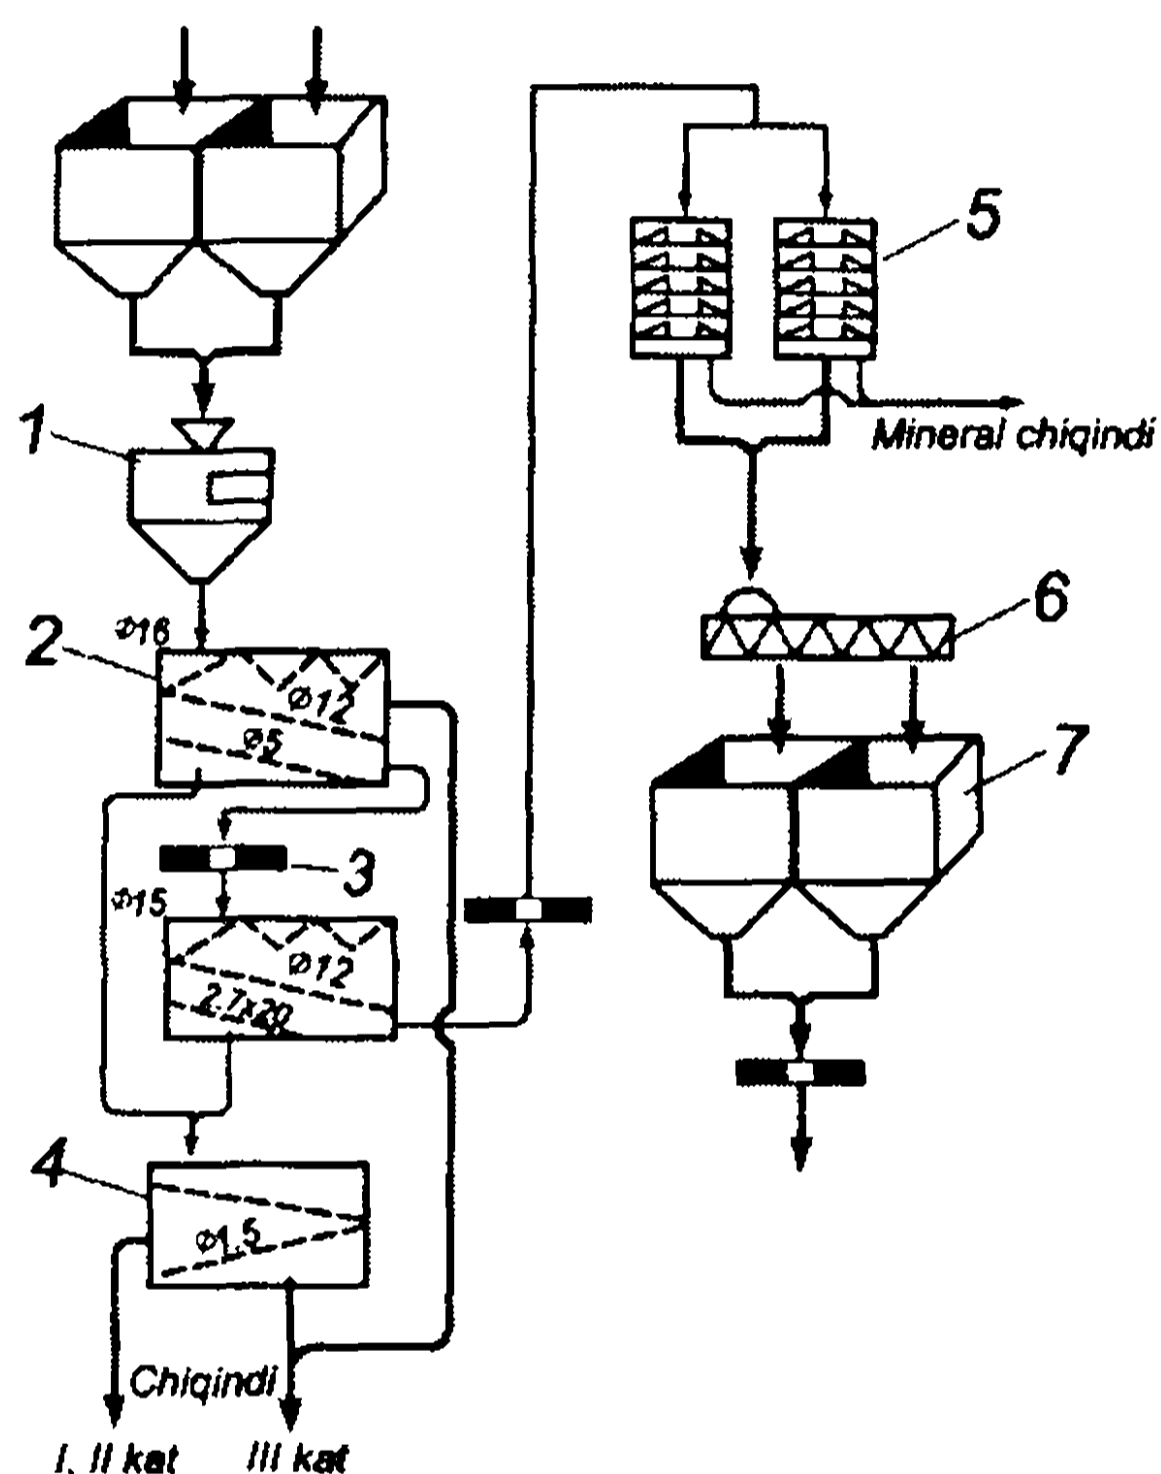 1
5
Mineral chiqindi
2
ø16
ø12
ø5
6
7
3
ø15
ø12
2.7x20
4
ø1.5
Chiqindi
I, II kat
III kat